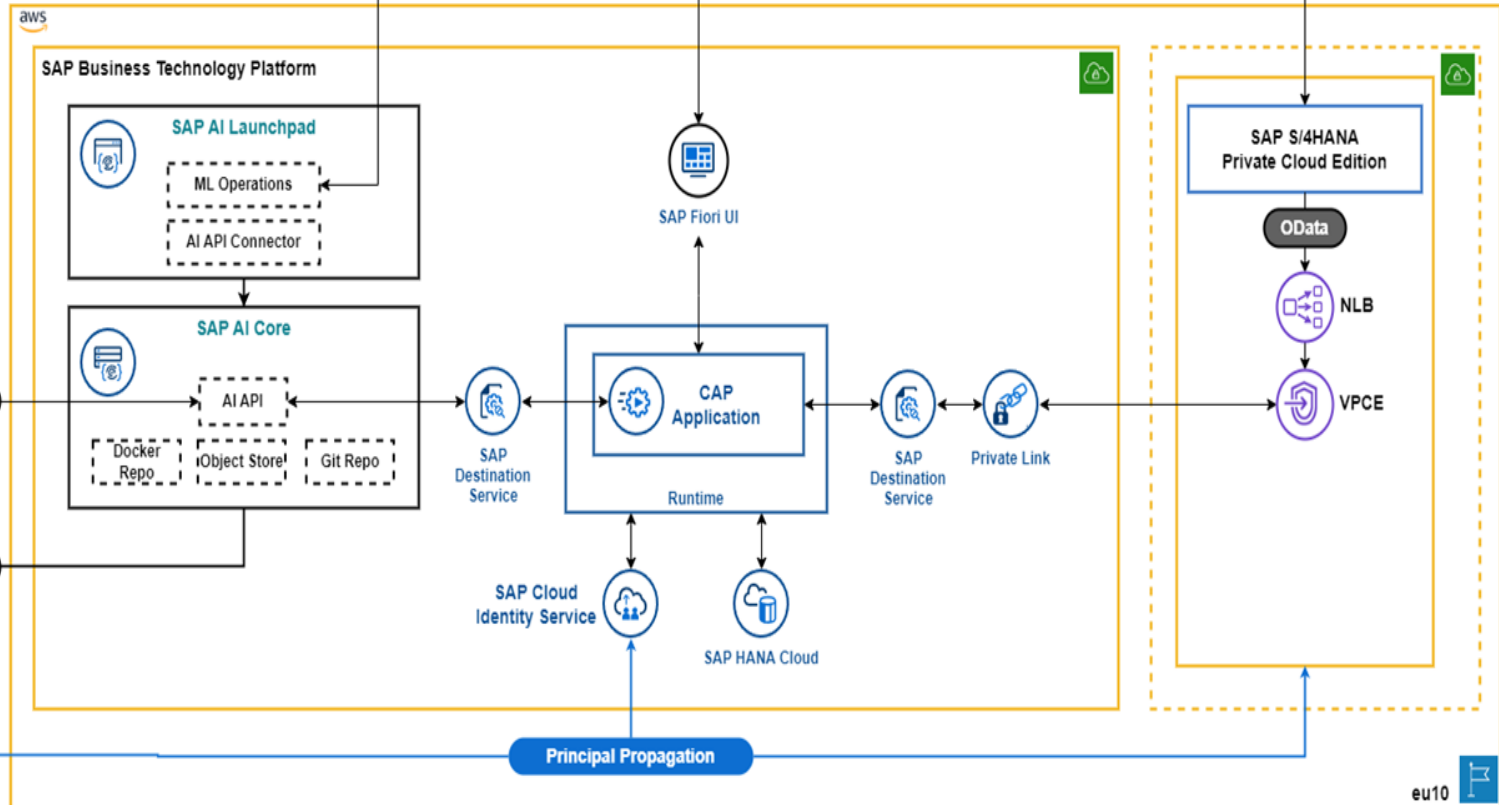 aws
SAP Business Technology Platform
SAP AI Launchpad
ML Operations
AI API Connector
SAP AI Core
AI API
Docker
Repo
Object Store
Git Repo
SAP
Destination
Service
SAP Fiori UI
CAP
Application
Runtime
SAP
Destination
Service
Private Link
SAP Cloud
Identity Service
SAP HANA Cloud
SAP S/4HANA
Private Cloud Edition
OData
NLB
VPCE
Principal Propagation
eu10